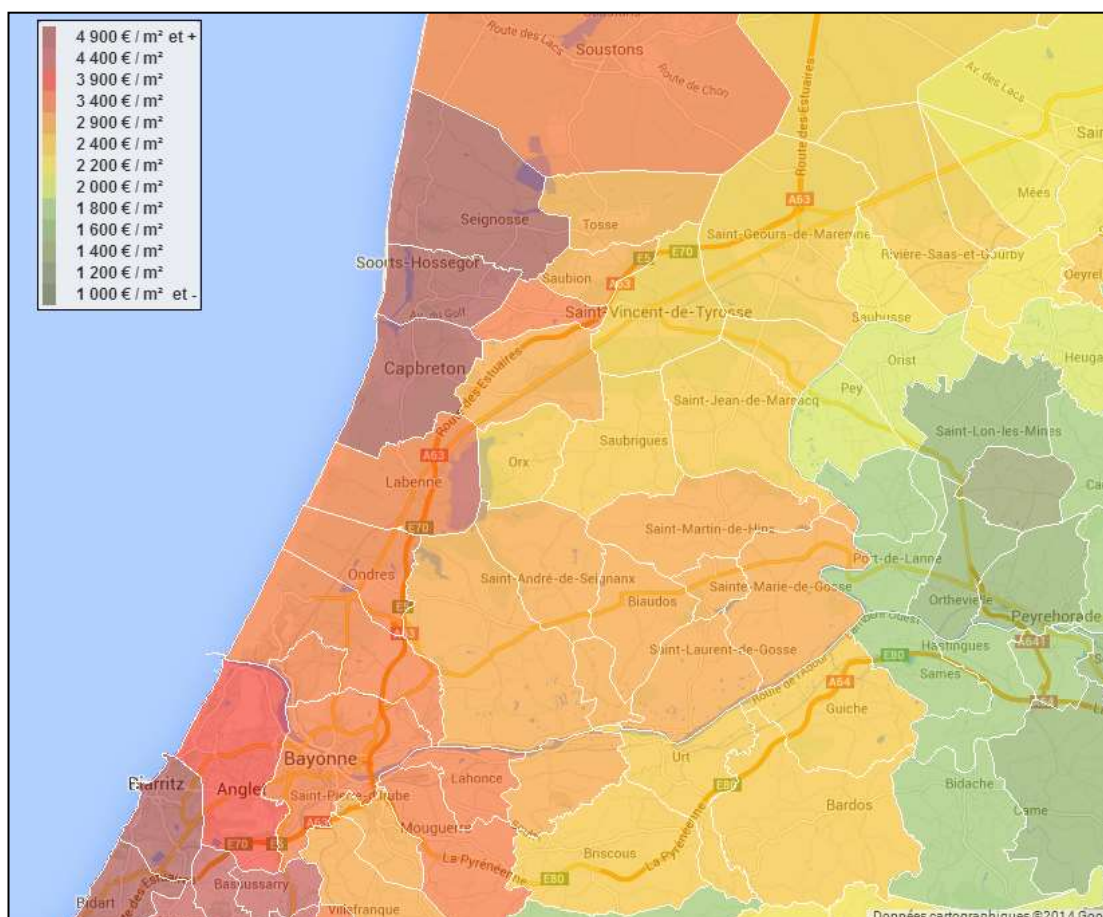 4 900 € / m² et +
4 400 € / m²
3 900 € / m²
3 400 € / m²
2 900 € / m²
2 400 € / m²
2 200 € / m²
2 000 € / m²
1 800 € / m²
1 600 € / m²
1 400 € / m²
1 200 € / m²
1 000 € / m² et -
Route des Lacs
Soustons
Route de Chon
Route des Estuaires
Av. des Lacs
Mées
A63
Seignosse
Tosse
Saint-Geours-de-Maremne
E5
E70
Rivière-Saas-et-Gourby
Soorts-Hossegor
Saubion
A63
Av. du Golf
Saint-Vincent-de-Tyrosse
Saubusse
Capbreton
Route des Estuaires
Orist
Pey
Saint-Jean-de-Marsacq
Saint-Lon-les-Mines
Saubrigues
A63
Orx
Labenne
E70
Saint-Martin-de-Hinx
Ondres
Saint-André-de-Seignanx
Sainte-Marie-de-Gosse
Port-de-Lanne
Biaudos
Orthevielle
Peyrehorade
A63
A641
Saint-Laurent-de-Gosse
Hastingues
E80
Sames
Route de l'Adour
A64
Guiche
Bayonne
Urt
Biarritz
Lahonce
E80
Bidache
Saint-Pierre-d'Irube
Bardos
Came
A63
Mouguerre
E70
E5
La Pyrénéenne
La Pyrénéenne
Briscous
E80
Bassussarry
Bidart
Villefranque
Données cartographiques ©2014 Goo